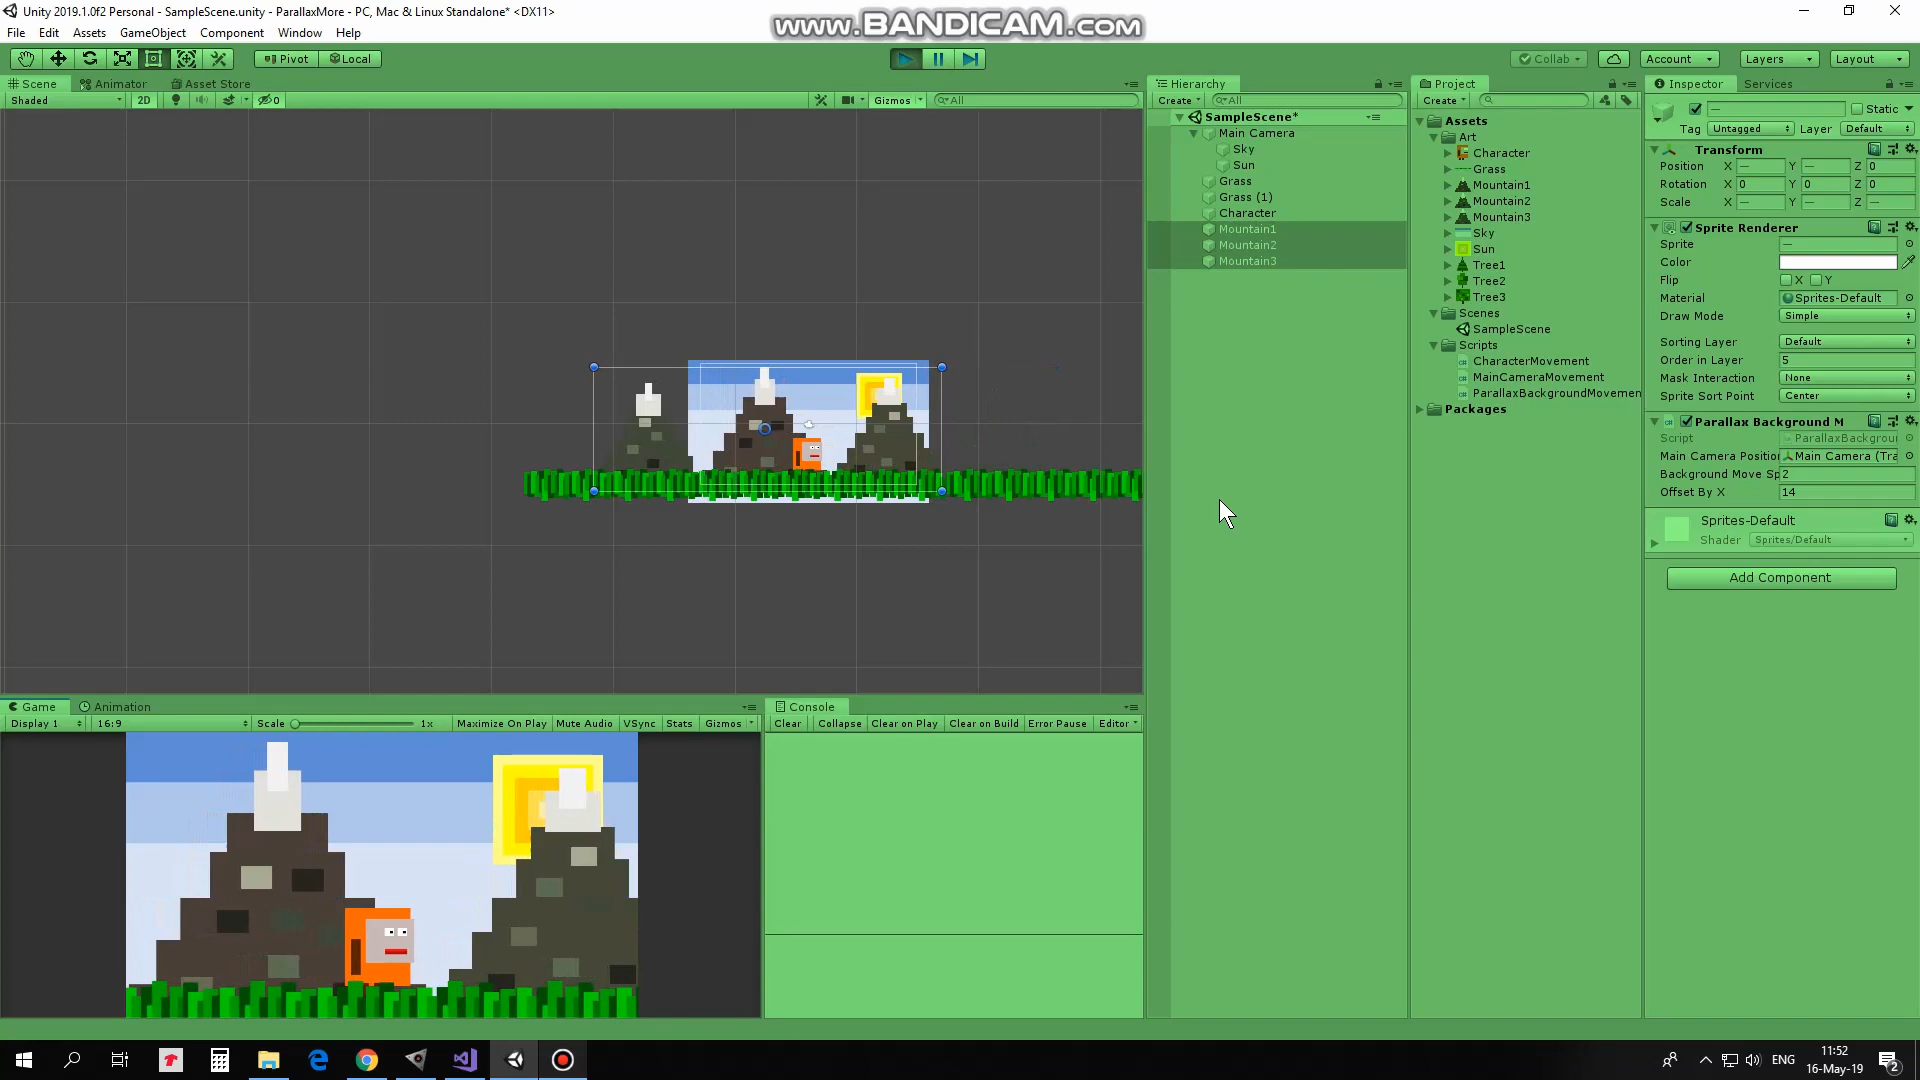 Unity 2019.1.0f2 Personal - SampleScene.unity - ParallaxMore - PC, Mac & Linux Standalone* <DX11>
www.BANDICAM.com
File Edit Assets GameObject Component Window Help
Pivot Local Collab Account Layers Layout
Scene Animator Asset Store
Shaded 2D 0 Gizmos All
Hierarchy
Create All
SampleScene*
Main Camera
Sky
Sun
Grass
Grass (1)
Character
Mountain1
Mountain2
Mountain3
Project
Create
Assets
Art
Character
Grass
Mountain1
Mountain2
Mountain3
Sky
Sun
Tree1
Tree2
Tree3
Scenes
SampleScene
Scripts
CharacterMovement
MainCameraMovement
ParallaxBackgroundMovemen
Packages
Inspector Services
— Static
Tag Untagged Layer Default
Transform
Position X — Y — Z 0
Rotation X 0 Y 0 Z 0
Scale X — Y — Z —
Sprite Renderer
Sprite —
Color
Flip X Y
Material Sprites-Default
Draw Mode Simple
Sorting Layer Default
Order in Layer 5
Mask Interaction None
Sprite Sort Point Center
Parallax Background M
Script ParallaxBackgrou
Main Camera Position Main Camera (Tra
Background Move Sp 2
Offset By X 14
Sprites-Default
Shader Sprites/Default
Add Component
Game Animation
Display 1 16:9 Scale 1x Maximize On Play Mute Audio VSync Stats Gizmos
Console
Clear Collapse Clear on Play Clear on Build Error Pause Editor
ENG
11:52
16-May-19
2